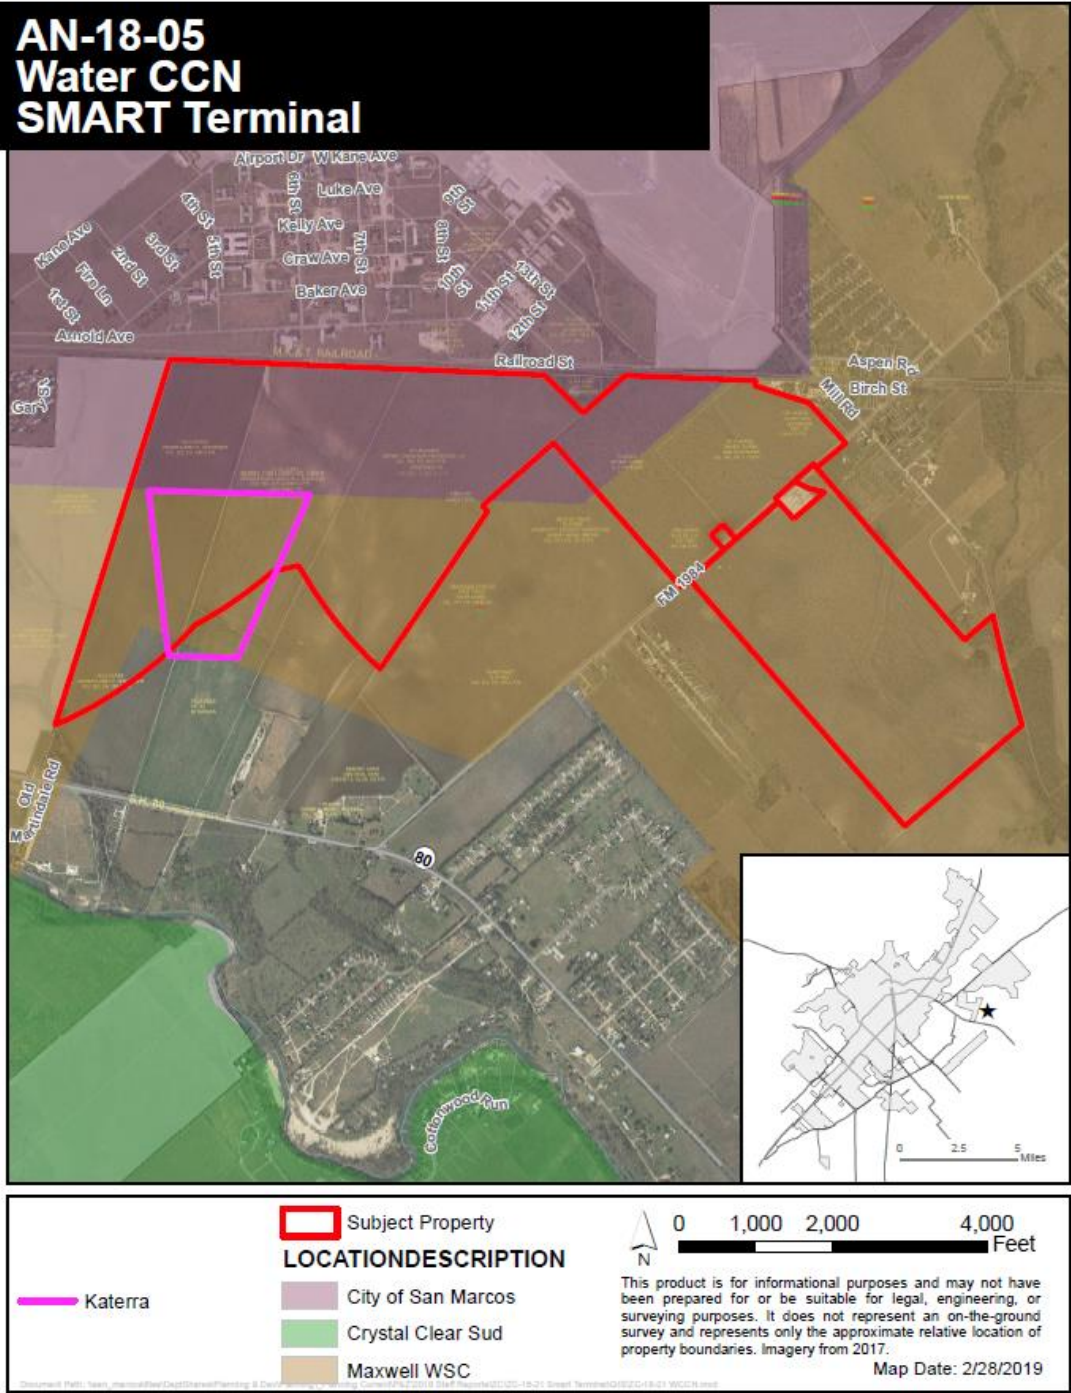 AN-18-05
Water CCN
SMART Terminal
Airport Dr W Kane Ave
6th St
Luke Ave
9th St
4th St
Kelly Ave
8th St
Kane Ave
3rd St
5th St
7th St
2nd St
Craw Ave
Fire Ln
10th St
13th St
11th St
Baker Ave
1st St
12th St
Arnold Ave
M.K.&T. RAILROAD
Railroad St
Aspen Rd
Birch St
Mill Rd
Gary St
FM 1984
Old Martindale Rd
S.H. 80
80
Cottonwood Run
0 2.5 5
Miles
Subject Property
LOCATIONDESCRIPTION
Katerra
City of San Marcos
Crystal Clear Sud
Maxwell WSC
N
0 1,000 2,000 4,000
Feet
This product is for informational purposes and may not have
been prepared for or be suitable for legal, engineering, or
surveying purposes. It does not represent an on-the-ground
survey and represents only the approximate relative location of
property boundaries. Imagery from 2017.
Map Date: 2/28/2019